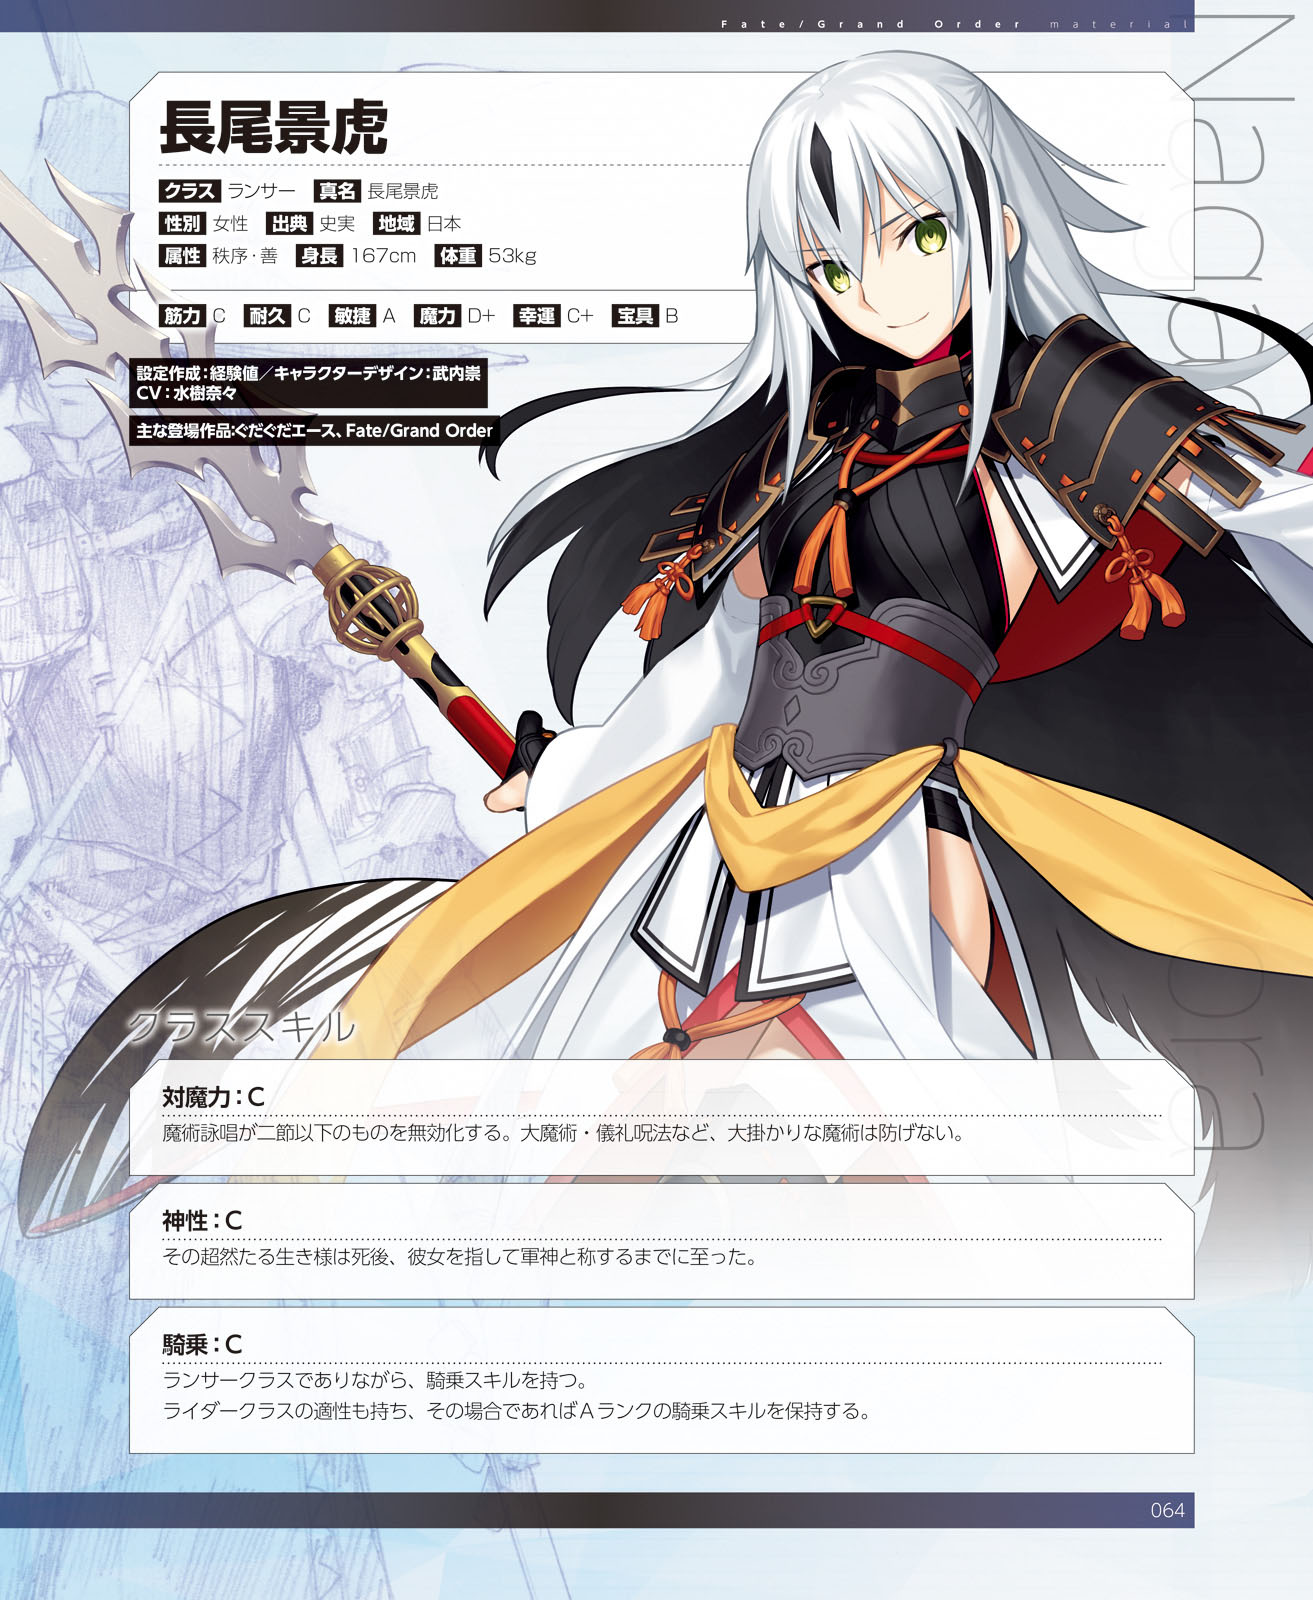 Fate/Grand Order material
長尾景虎
クラス ランサー 真名 長尾景虎
性別 女性 出典 史実 地域 日本
属性 秩序・善 身長 167cm 体重 53kg
筋力 C 耐久 C 敏捷 A 魔力 D+ 幸運 C+ 宝具 B
設定作成：経験値／キャラクターデザイン：武内崇
CV：水樹奈々
主な登場作品：ぐだぐだエース、Fate/Grand Order
クラススキル
対魔力：C
魔術詠唱が二節以下のものを無効化する。大魔術・儀礼呪法など、大掛かりな魔術は防げない。
神性：C
その超然たる生き様は死後、彼女を指して軍神と称するまでに至った。
騎乗：C
ランサークラスでありながら、騎乗スキルを持つ。
ライダークラスの適性も持ち、その場合であればAランクの騎乗スキルを保持する。
064